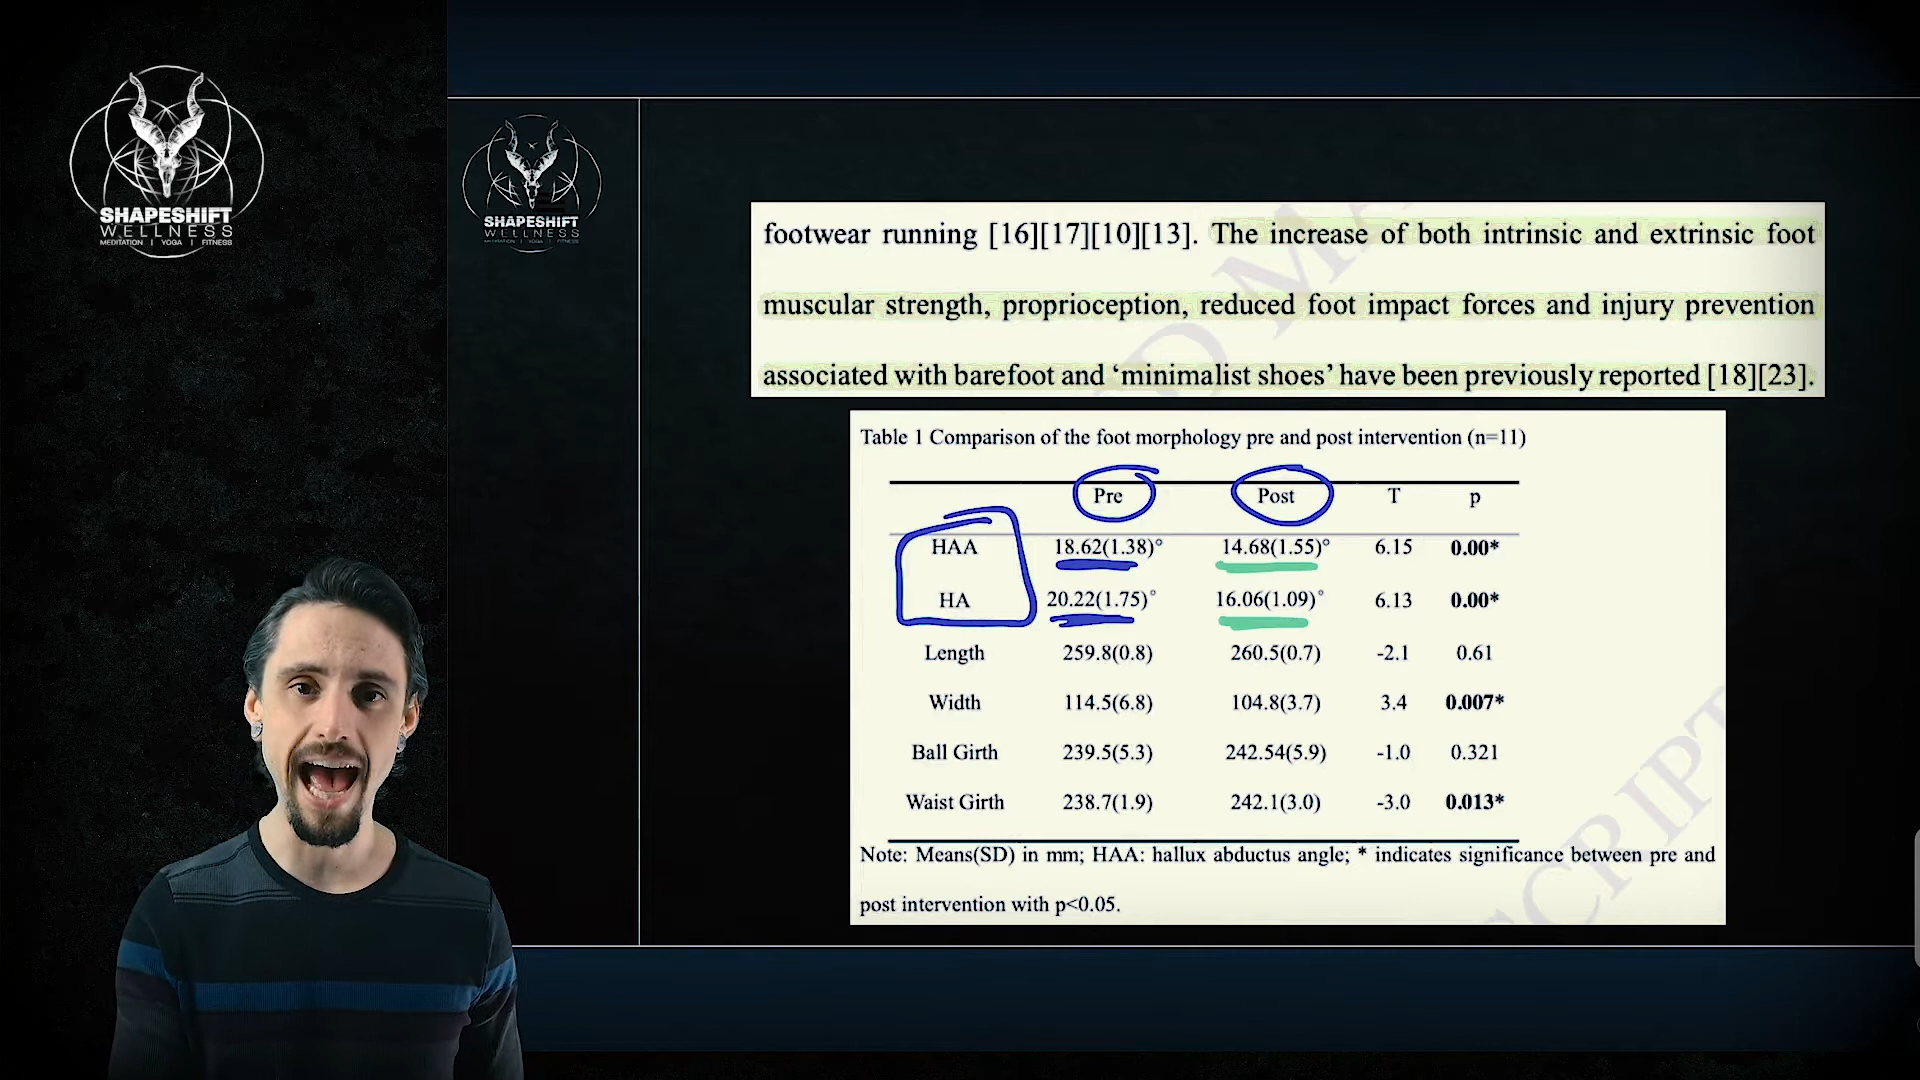 SHAPESHIFT
WELLNESS
MEDITATION | YOGA | FITNESS
SHAPESHIFT
WELLNESS
MEDITATION | YOGA | FITNESS
footwear running [16][17][10][13]. The increase of both intrinsic and extrinsic foot
muscular strength, proprioception, reduced foot impact forces and injury prevention
associated with barefoot and ‘minimalist shoes’ have been previously reported [18][23].
Table 1 Comparison of the foot morphology pre and post intervention (n=11)
Pre Post T p
HAA 18.62(1.38)° 14.68(1.55)° 6.15 0.00*
HA 20.22(1.75)° 16.06(1.09)° 6.13 0.00*
Length 259.8(0.8) 260.5(0.7) -2.1 0.61
Width 114.5(6.8) 104.8(3.7) 3.4 0.007*
Ball Girth 239.5(5.3) 242.54(5.9) -1.0 0.321
Waist Girth 238.7(1.9) 242.1(3.0) -3.0 0.013*
Note: Means(SD) in mm; HAA: hallux abductus angle; * indicates significance between pre and
post intervention with p<0.05.